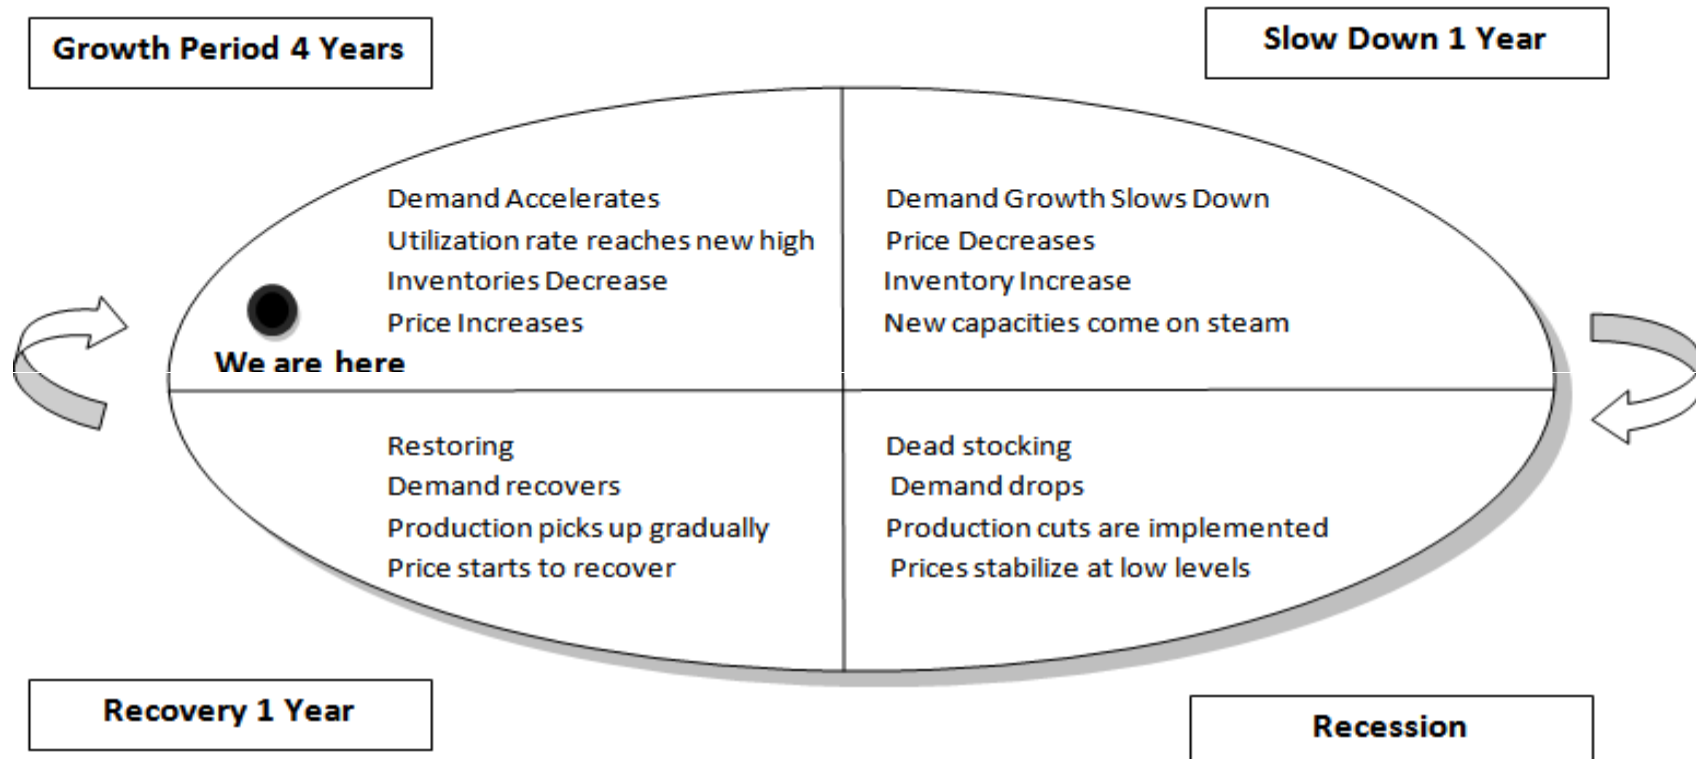 Growth Period 4 Years
Slow Down 1 Year
Demand Accelerates
Utilization rate reaches new high
Inventories Decrease
Price Increases
We are here
Demand Growth Slows Down
Price Decreases
Inventory Increase
New capacities come on steam
Restoring
Demand recovers
Production picks up gradually
Price starts to recover
Dead stocking
Demand drops
Production cuts are implemented
Prices stabilize at low levels
Recovery 1 Year
Recession